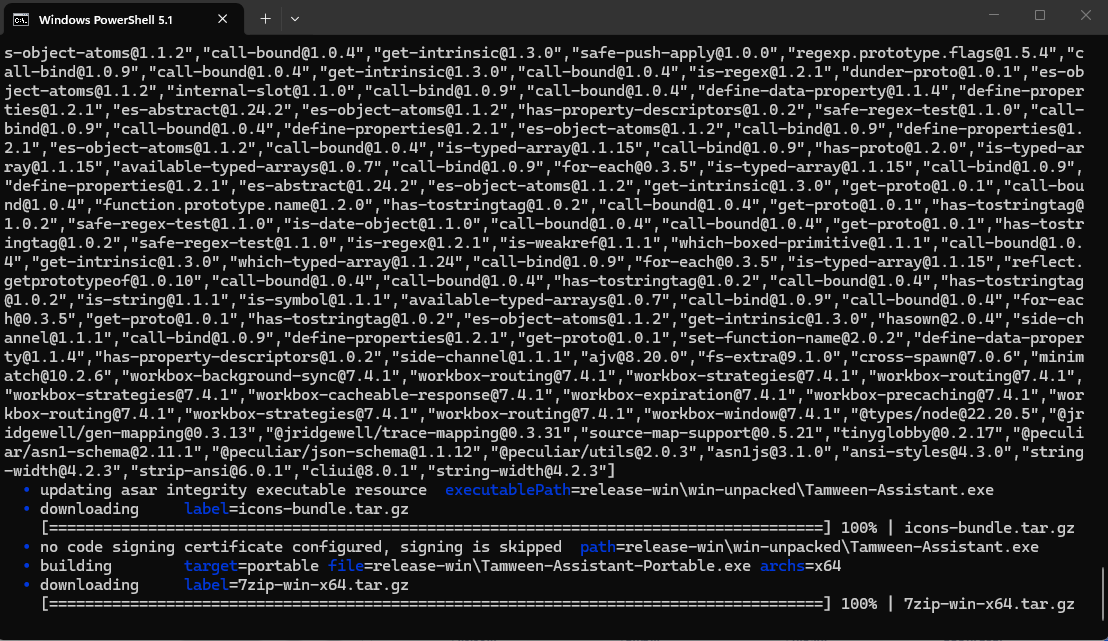 Windows PowerShell 5.1
s-object-atoms@1.1.2","call-bound@1.0.4","get-intrinsic@1.3.0","safe-push-apply@1.0.0","regexp.prototype.flags@1.5.4","c
all-bind@1.0.9","call-bound@1.0.4","get-intrinsic@1.3.0","call-bound@1.0.4","is-regex@1.2.1","dunder-proto@1.0.1","es-ob
ject-atoms@1.1.2","internal-slot@1.1.0","call-bind@1.0.9","call-bound@1.0.4","define-data-property@1.1.4","define-proper
ties@1.2.1","es-abstract@1.24.2","es-object-atoms@1.1.2","has-property-descriptors@1.0.2","safe-regex-test@1.1.0","call-
bind@1.0.9","call-bound@1.0.4","define-properties@1.2.1","es-object-atoms@1.1.2","call-bind@1.0.9","define-properties@1.
2.1","es-object-atoms@1.1.2","call-bound@1.0.4","is-typed-array@1.1.15","call-bind@1.0.9","has-proto@1.2.0","is-typed-ar
ray@1.1.15","available-typed-arrays@1.0.7","call-bind@1.0.9","for-each@0.3.5","is-typed-array@1.1.15","call-bind@1.0.9",
"define-properties@1.2.1","es-abstract@1.24.2","es-object-atoms@1.1.2","get-intrinsic@1.3.0","get-proto@1.0.1","call-bou
nd@1.0.4","function.prototype.name@1.2.0","has-tostringtag@1.0.2","call-bound@1.0.4","get-proto@1.0.1","has-tostringtag@
1.0.2","safe-regex-test@1.1.0","is-date-object@1.1.0","call-bound@1.0.4","call-bound@1.0.4","get-proto@1.0.1","has-tostr
ingtag@1.0.2","safe-regex-test@1.1.0","is-regex@1.2.1","is-weakref@1.1.1","which-boxed-primitive@1.1.1","call-bound@1.0.
4","get-intrinsic@1.3.0","which-typed-array@1.1.24","call-bind@1.0.9","for-each@0.3.5","is-typed-array@1.1.15","reflect.
getprototypeof@1.0.10","call-bound@1.0.4","call-bound@1.0.4","has-tostringtag@1.0.2","call-bound@1.0.4","has-tostringtag
@1.0.2","is-string@1.1.1","is-symbol@1.1.1","available-typed-arrays@1.0.7","call-bind@1.0.9","call-bound@1.0.4","for-eac
h@0.3.5","get-proto@1.0.1","has-tostringtag@1.0.2","es-object-atoms@1.1.2","get-intrinsic@1.3.0","hasown@2.0.4","side-ch
annel@1.1.1","call-bind@1.0.9","define-properties@1.2.1","get-proto@1.0.1","set-function-name@2.0.2","define-data-proper
ty@1.1.4","has-property-descriptors@1.0.2","side-channel@1.1.1","ajv@8.20.0","fs-extra@9.1.0","cross-spawn@7.0.6","minim
atch@10.2.6","workbox-background-sync@7.4.1","workbox-routing@7.4.1","workbox-strategies@7.4.1","workbox-routing@7.4.1",
"workbox-strategies@7.4.1","workbox-cacheable-response@7.4.1","workbox-expiration@7.4.1","workbox-precaching@7.4.1","wor
kbox-routing@7.4.1","workbox-strategies@7.4.1","workbox-routing@7.4.1","workbox-window@7.4.1","@types/node@22.20.5","@jr
idgewell/gen-mapping@0.3.13","@jridgewell/trace-mapping@0.3.31","source-map-support@0.5.21","tinyglobby@0.2.17","@peculi
ar/asn1-schema@2.11.1","@peculiar/json-schema@1.1.12","@peculiar/utils@2.0.3","asn1js@3.1.0","ansi-styles@4.3.0","string
-width@4.2.3","strip-ansi@6.0.1","cliui@8.0.1","string-width@4.2.3"]
• updating asar integrity executable resource  executablePath=release-win\win-unpacked\Tamween-Assistant.exe
• downloading     label=icons-bundle.tar.gz
[======================================================================================] 100% | icons-bundle.tar.gz
• no code signing certificate configured, signing is skipped  path=release-win\win-unpacked\Tamween-Assistant.exe
• building        target=portable file=release-win\Tamween-Assistant-Portable.exe archs=x64
• downloading     label=7zip-win-x64.tar.gz
[======================================================================================] 100% | 7zip-win-x64.tar.gz